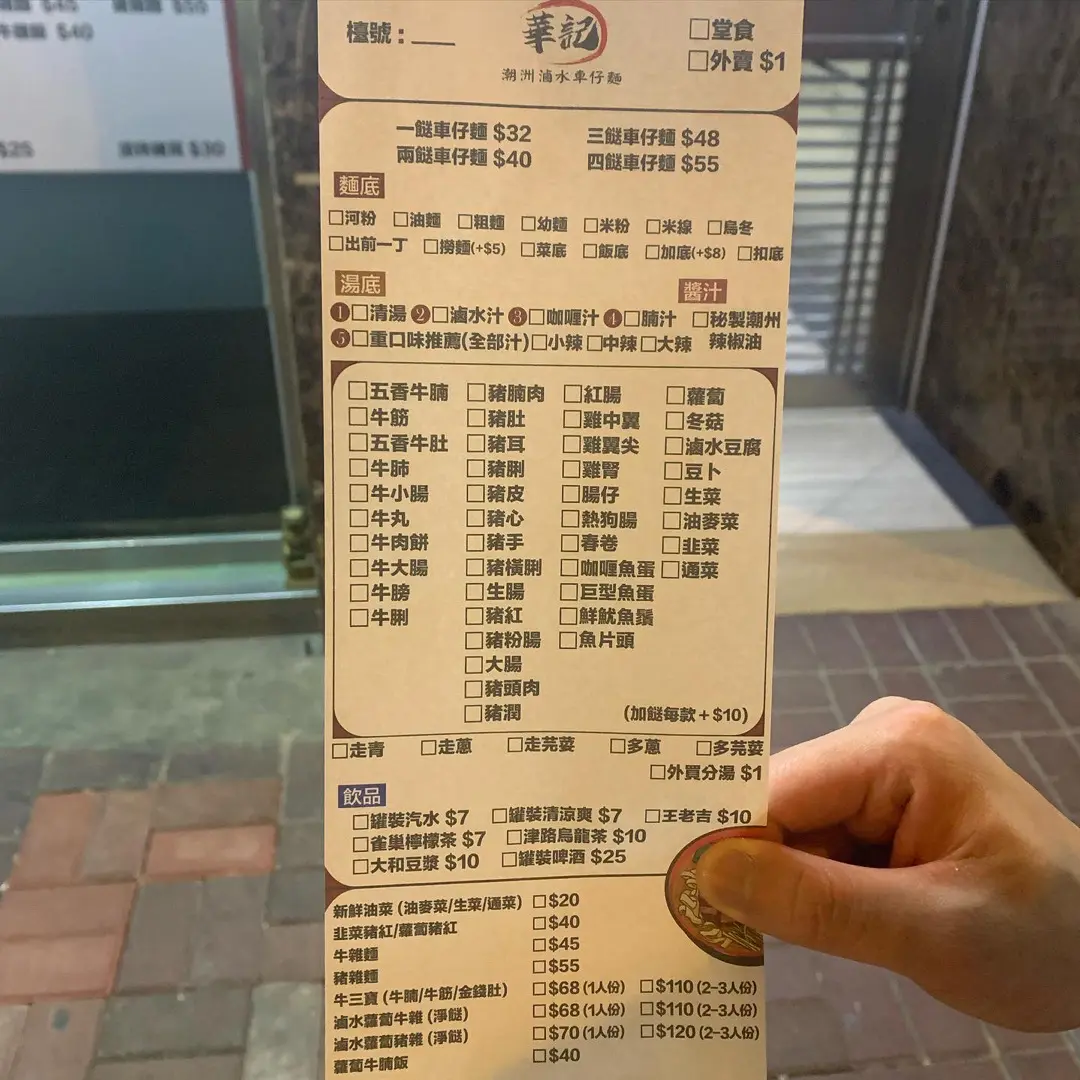 檯號：
華記
潮洲滷水車仔麵
□堂食
□外賣 $1
一餸車仔麵 $32 三餸車仔麵 $48
兩餸車仔麵 $40 四餸車仔麵 $55
麵底
□河粉 □油麵 □粗麵 □幼麵 □米粉 □米線 □烏冬
□出前一丁 □撈麵(+$5) □菜底 □飯底 □加底(+$8) □扣底
湯底 醬汁
❶□清湯 ❷□滷水汁 ❸□咖喱汁 ❹□腩汁 □秘製潮州
❺□重口味推薦(全部汁) □小辣 □中辣 □大辣 辣椒油
□五香牛腩 □豬腩肉 □紅腸 □蘿蔔
□牛筋 □豬肚 □雞中翼 □冬菇
□五香牛肚 □豬耳 □雞翼尖 □滷水豆腐
□牛肺 □豬脷 □雞腎 □豆卜
□牛小腸 □豬皮 □腸仔 □生菜
□牛丸 □豬心 □熱狗腸 □油麥菜
□牛肉餅 □豬手 □春卷 □韭菜
□牛大腸 □豬橫脷 □咖喱魚蛋 □通菜
□牛膀 □生腸 □巨型魚蛋
□牛脷 □豬紅 □鮮魷魚鬚
□豬粉腸 □魚片頭
□大腸
□豬頭肉
□豬潤 (加餸每款+$10)
□走青 □走蔥 □走芫荽 □多蔥 □多芫荽
□外買分湯 $1
飲品
□罐裝汽水 $7 □罐裝清涼爽 $7 □王老吉 $10
□雀巢檸檬茶 $7 □津路烏龍茶 $10
□大和豆漿 $10 □罐裝啤酒 $25
新鮮油菜 (油麥菜/生菜/通菜) □$20
韭菜豬紅/蘿蔔豬紅 □$40
牛雜麵 □$45
豬雜麵 □$55
牛三寶 (牛腩/牛筋/金錢肚) □$68 (1人份) □$110 (2-3人份)
滷水蘿蔔牛雜 (淨餸) □$68 (1人份) □$110 (2-3人份)
滷水蘿蔔豬雜 (淨餸) □$70 (1人份) □$120 (2-3人份)
蘿蔔牛腩飯 □$40
$45
$55
$40
$25
$30